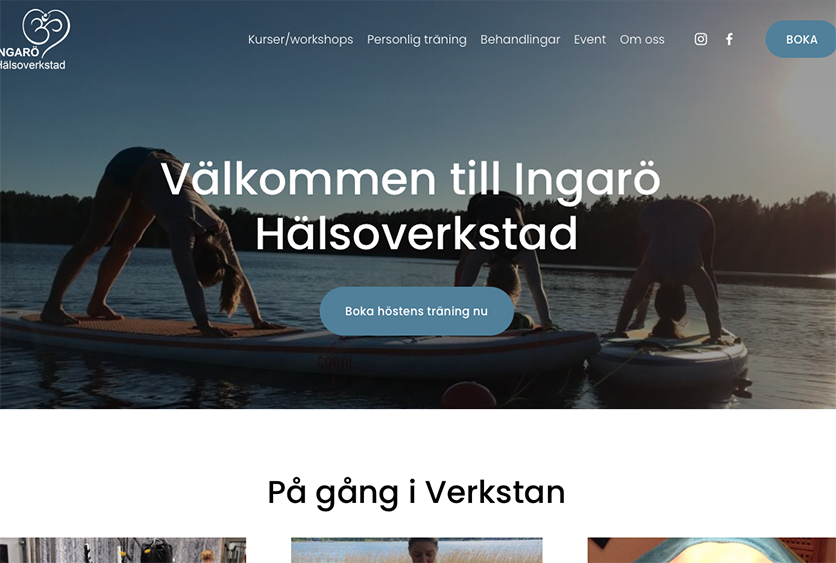 INGARÖ
Hälsoverkstad
Kurser/workshops Personlig träning Behandlingar Event Om oss
BOKA
Välkommen till Ingarö
Hälsoverkstad
Boka höstens träning nu
På gång i Verkstan